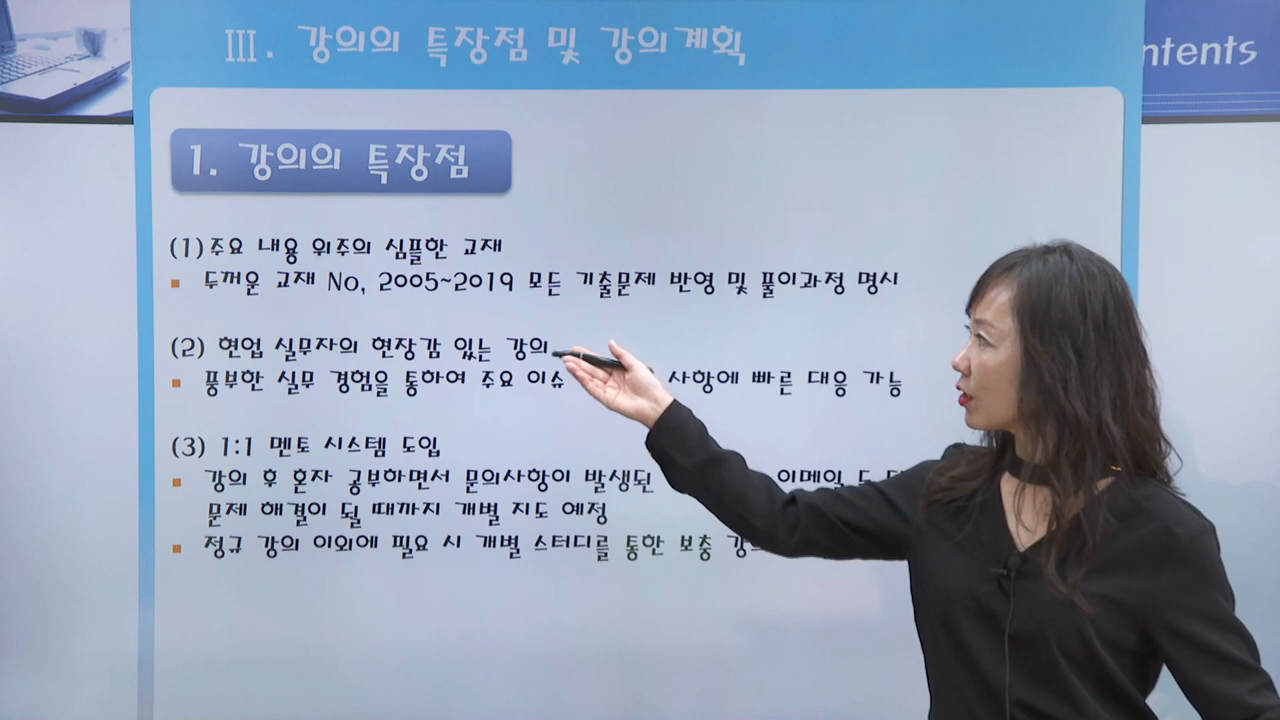 III. 강의의 특장점 및 강의계획
ntents
1. 강의의 특장점
(1) 주요 내용 위주의 심플한 교재
두꺼운 교재 No, 2005~2019 모든 기출문제 반영 및 풀이과정 명시
(2) 현업 실무자의 현장감 있는 강의
풍부한 실무 경험을 통하여 주요 이슈 사항에 빠른 대응 가능
(3) 1:1 멘토 시스템 도입
강의 후 혼자 공부하면서 문의사항이 발생된 이메일
문제 해결이 될 때까지 개별 지도 예정
정규 강의 이외에 필요 시 개별 스터디를 통한 보충